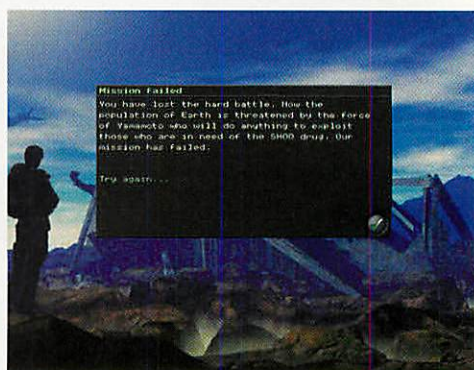 Mission Failed
You have lost the hard battle. Now the
population of Earth is threatened by the force
of Yamamoto who will do anything to exploit
those who are in need of the SHOO drug. Our
mission has failed.
Try again...